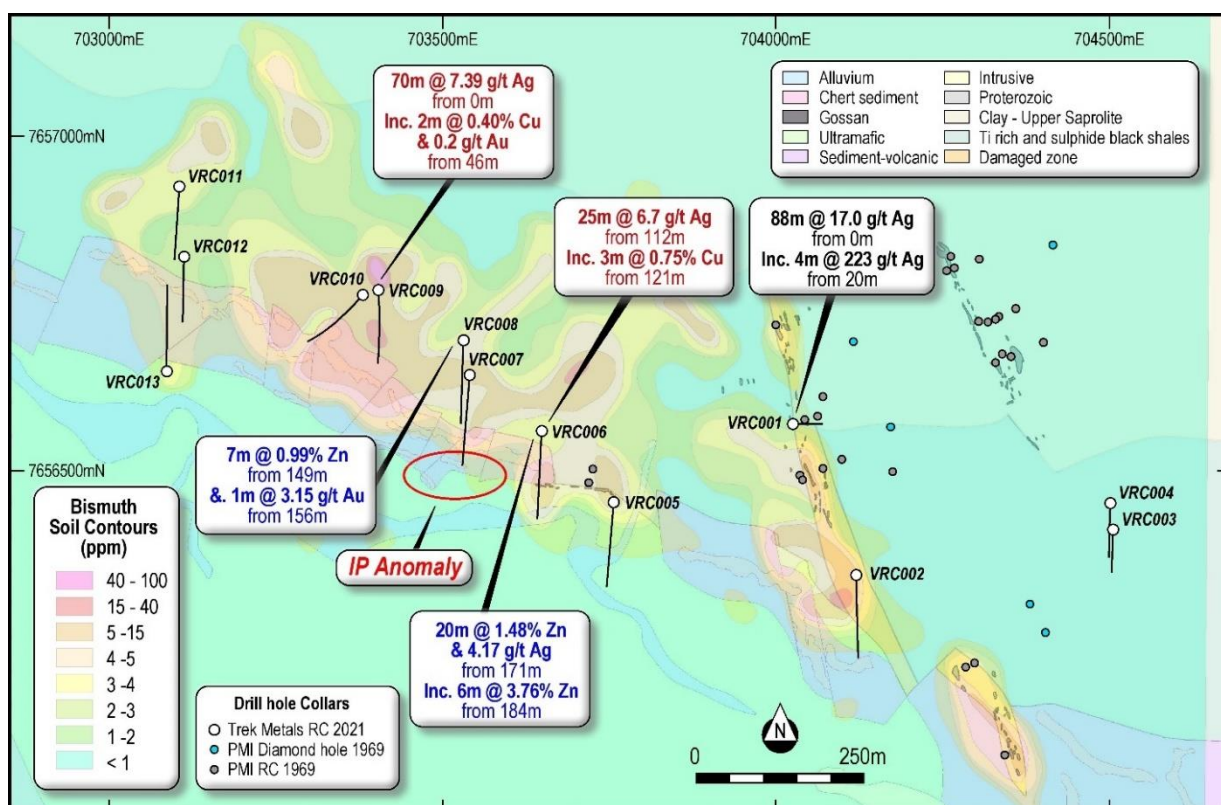 703000mE
703500mE
704000mE
704500mE
7657000mN
7656500mN
Alluvium
Chert sediment
Gossan
Ultramafic
Sediment-volcanic
Intrusive
Proterozoic
Clay - Upper Saprolite
Ti rich and sulphide black shales
Damaged zone
70m @ 7.39 g/t Ag
from 0m
Inc. 2m @ 0.40% Cu
& 0.2 g/t Au
from 46m
25m @ 6.7 g/t Ag
from 112m
Inc. 3m @ 0.75% Cu
from 121m
88m @ 17.0 g/t Ag
from 0m
Inc. 4m @ 223 g/t Ag
from 20m
VRC011
VRC012
VRC010
VRC009
VRC008
VRC007
VRC013
VRC006
VRC001
VRC005
VRC004
VRC003
VRC002
7m @ 0.99% Zn
from 149m
&. 1m @ 3.15 g/t Au
from 156m
IP Anomaly
20m @ 1.48% Zn
& 4.17 g/t Ag
from 171m
Inc. 6m @ 3.76% Zn
from 184m
Bismuth
Soil Contours
(ppm)
40 - 100
15 - 40
5 -15
4 -5
3 -4
2 - 3
1 - 2
< 1
Drill hole Collars
Trek Metals RC 2021
PMI Diamond hole 1969
PMI RC 1969
N
0
250m